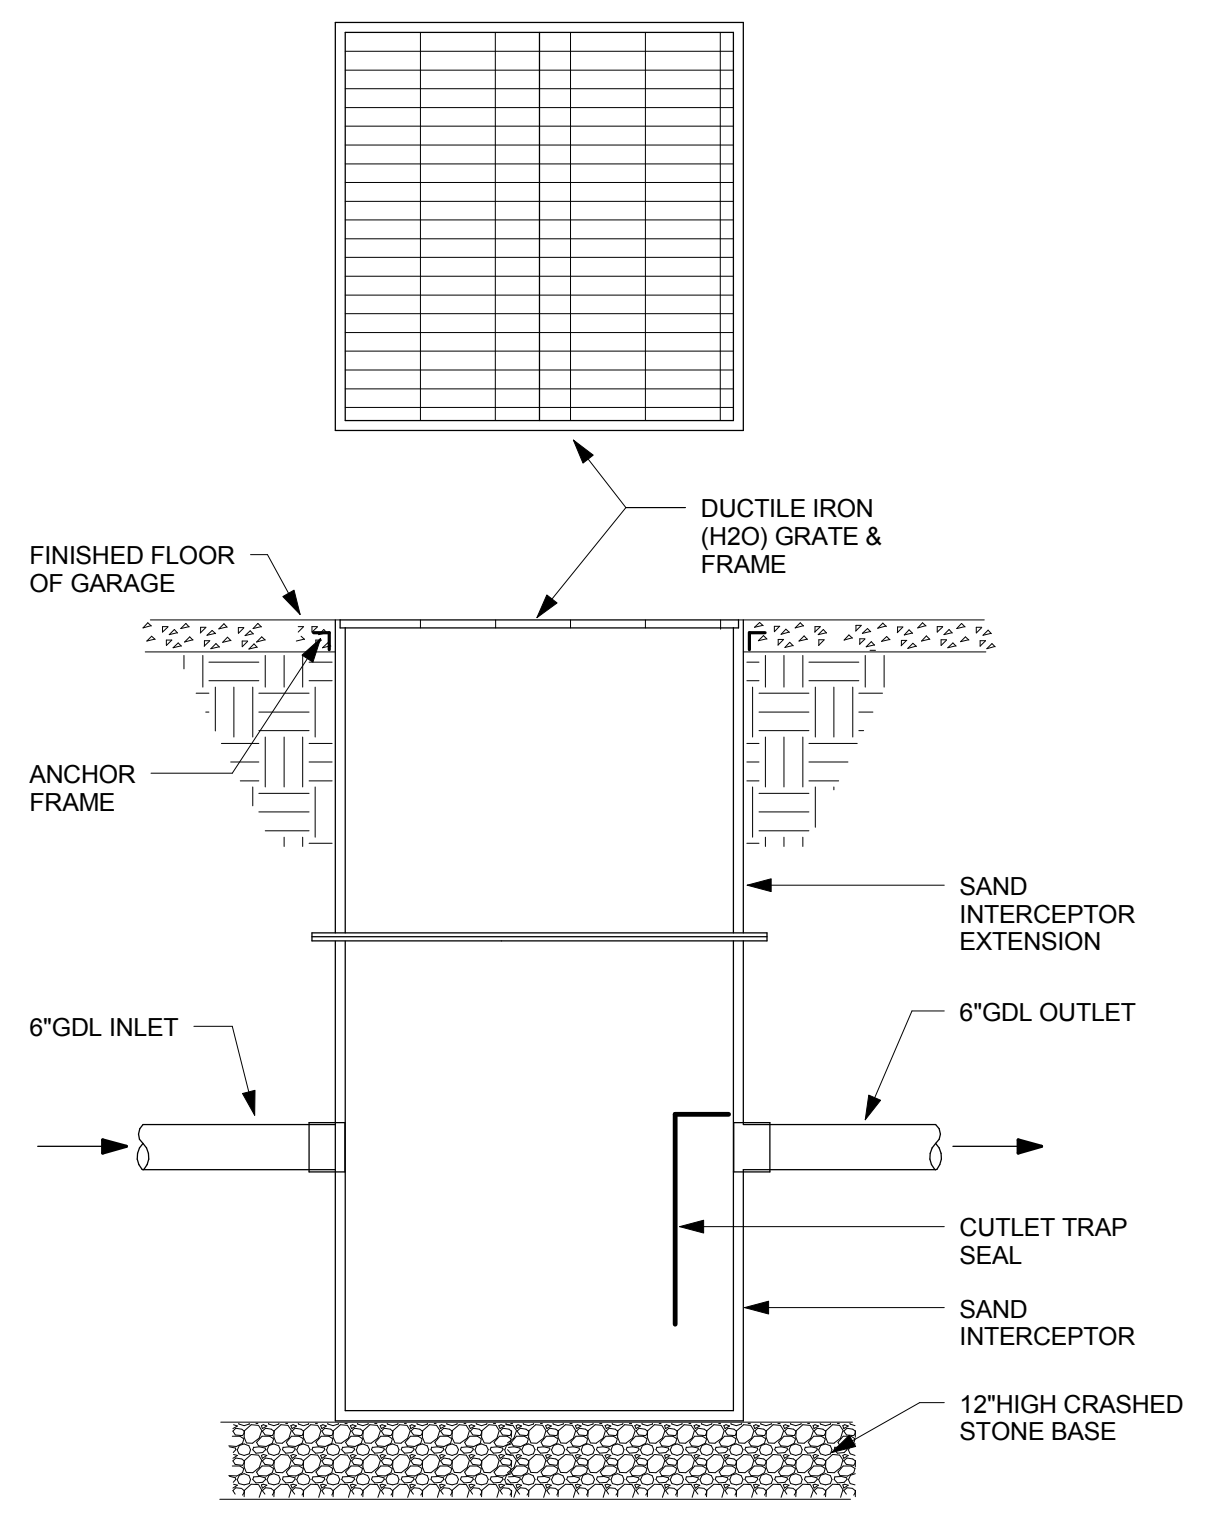 DUCTILE IRON
(H2O) GRATE &
FRAME
FINISHED FLOOR
OF GARAGE
ANCHOR
FRAME
SAND
INTERCEPTOR
EXTENSION
6"GDL INLET
6"GDL OUTLET
CUTLET TRAP
SEAL
SAND
INTERCEPTOR
12"HIGH CRASHED
STONE BASE